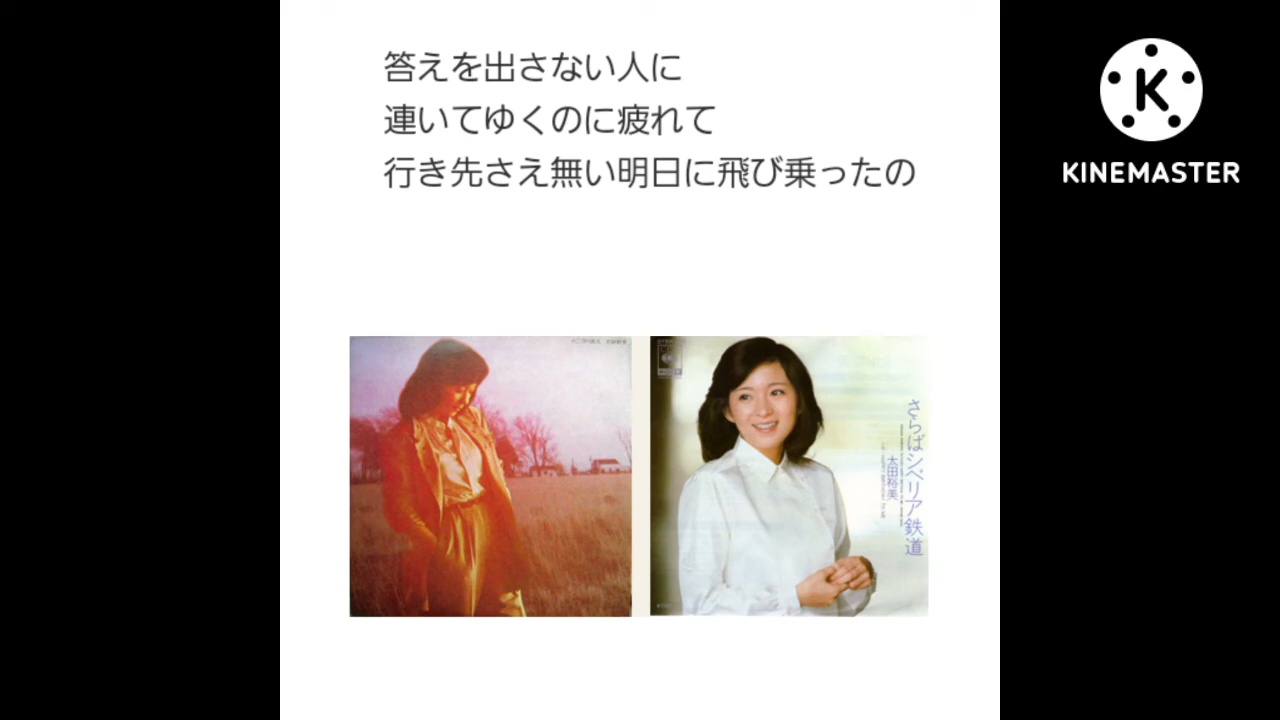 答えを出さない人に
連いてゆくのに疲れて
行き先さえ無い明日に飛び乗ったの
K
KINEMASTER
さらばシベリア鉄道
太田裕美